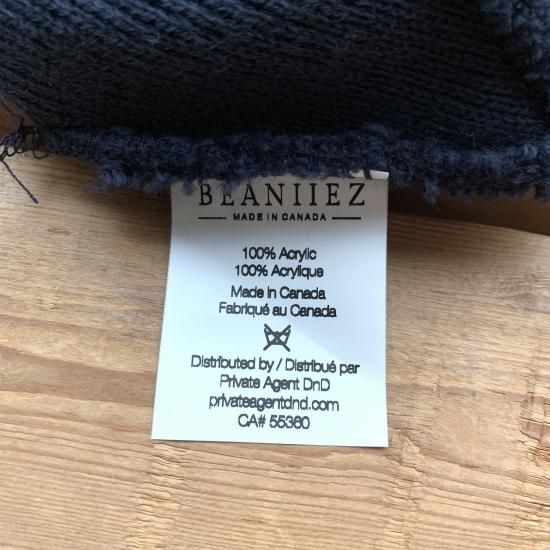 BEANIIEZ
MADE IN CANADA
100% Acrylic
100% Acrylique
Made in Canada
Fabriqué au Canada
Distributed by / Distribué par
Private Agent DnD
privateagentdnd.com
CA# 55360